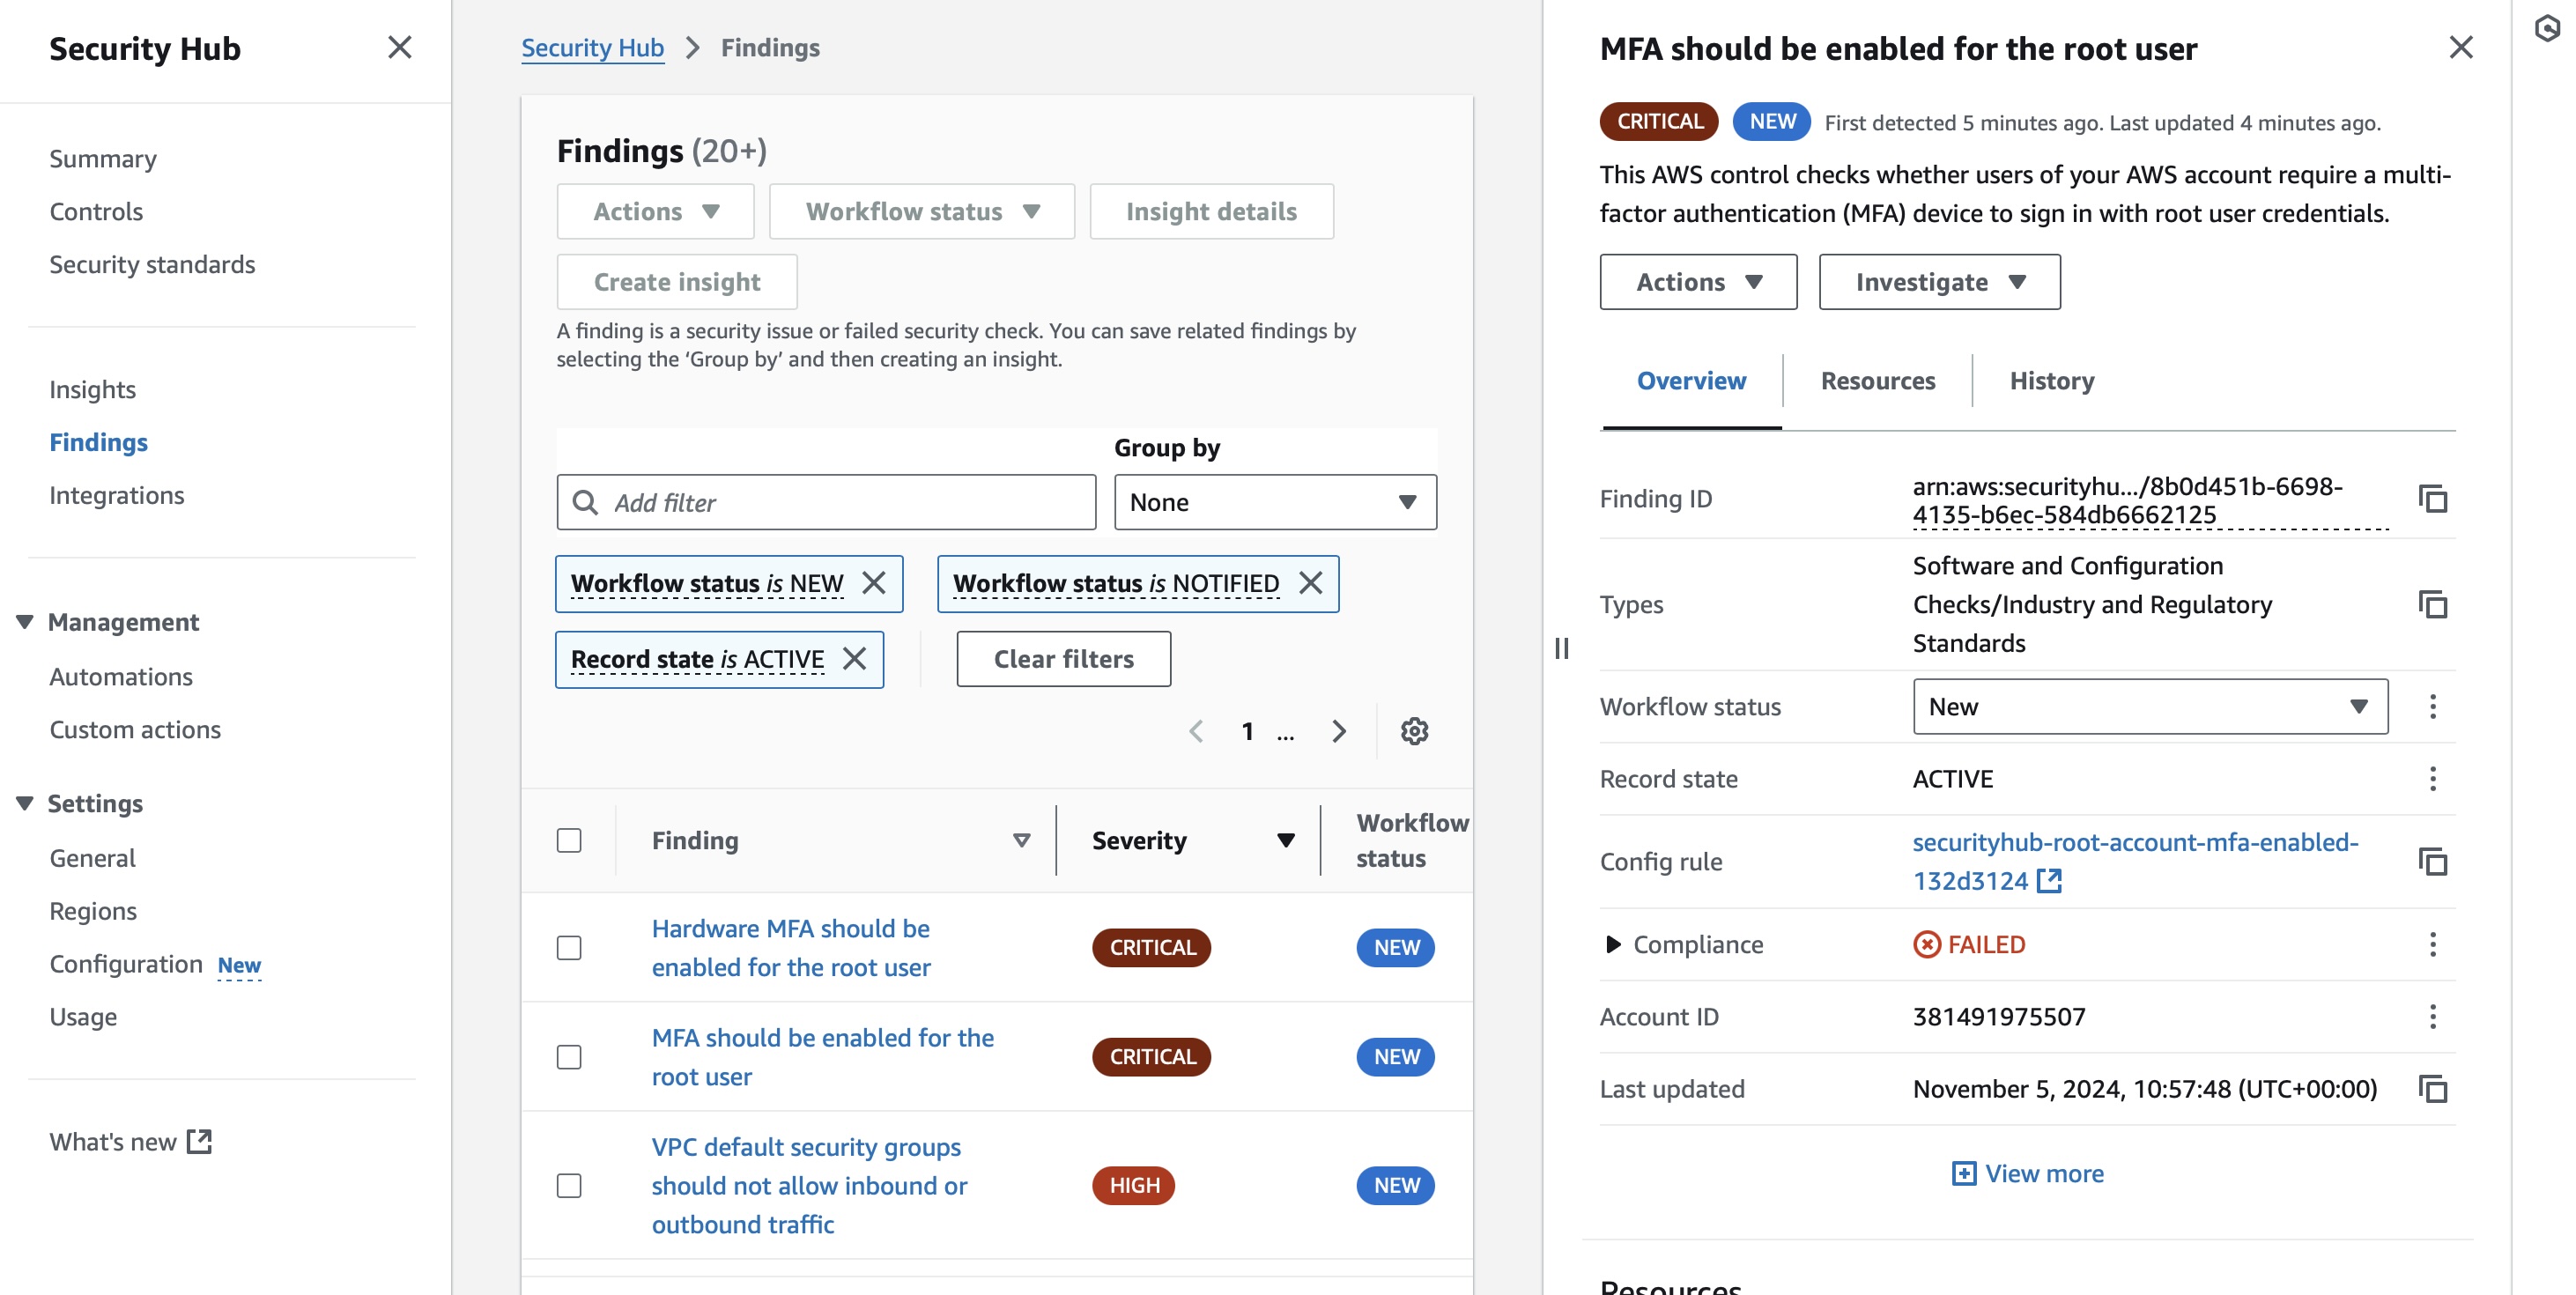 Security Hub
Summary
Controls
Security standards
Insights
Findings
Integrations
Management
Automations
Custom actions
Settings
General
Regions
Configuration New
Usage
What's new
Security Hub > Findings
Findings (20+)
Actions
Workflow status
Insight details
Create insight
A finding is a security issue or failed security check. You can save related findings by
selecting the ‘Group by’ and then creating an insight.
Group by
Add filter
None
Workflow status is NEW
Workflow status is NOTIFIED
Record state is ACTIVE
Clear filters
1 ...
Finding
Severity
Workflow
status
Hardware MFA should be
enabled for the root user
CRITICAL
NEW
MFA should be enabled for the
root user
CRITICAL
NEW
VPC default security groups
should not allow inbound or
outbound traffic
HIGH
NEW
MFA should be enabled for the root user
CRITICAL NEW First detected 5 minutes ago. Last updated 4 minutes ago.
This AWS control checks whether users of your AWS account require a multi-
factor authentication (MFA) device to sign in with root user credentials.
Actions
Investigate
Overview
Resources
History
Finding ID
arn:aws:securityhu.../8b0d451b-6698-
4135-b6ec-584db6662125
Types
Software and Configuration
Checks/Industry and Regulatory
Standards
Workflow status
New
Record state
ACTIVE
Config rule
securityhub-root-account-mfa-enabled-
132d3124
Compliance
FAILED
Account ID
381491975507
Last updated
November 5, 2024, 10:57:48 (UTC+00:00)
View more
Resources